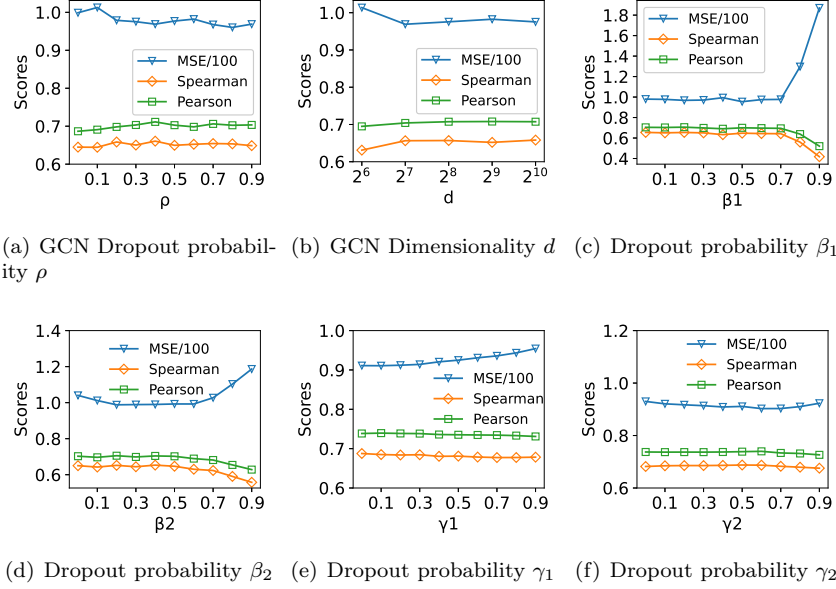 1.0
0.9
0.8
0.7
0.6
Scores
MSE/100
Spearman
Pearson
0.1 0.3 0.5 0.7 0.9
ρ
(a) GCN Dropout probabil-
ity ρ
1.0
0.9
0.8
0.7
0.6
Scores
MSE/100
Spearman
Pearson
2^6 2^7 2^8 2^9 2^10
d
(b) GCN Dimensionality d
1.8
1.6
1.4
1.2
1.0
0.8
0.6
0.4
Scores
MSE/100
Spearman
Pearson
0.1 0.3 0.5 0.7 0.9
β1
(c) Dropout probability β₁
1.4
1.2
1.0
0.8
0.6
Scores
MSE/100
Spearman
Pearson
0.1 0.3 0.5 0.7 0.9
β2
(d) Dropout probability β₂
1.0
0.9
0.8
0.7
0.6
Scores
MSE/100
Spearman
Pearson
0.1 0.3 0.5 0.7 0.9
γ1
(e) Dropout probability γ₁
1.2
1.0
0.8
0.6
Scores
MSE/100
Spearman
Pearson
0.1 0.3 0.5 0.7 0.9
γ2
(f) Dropout probability γ₂